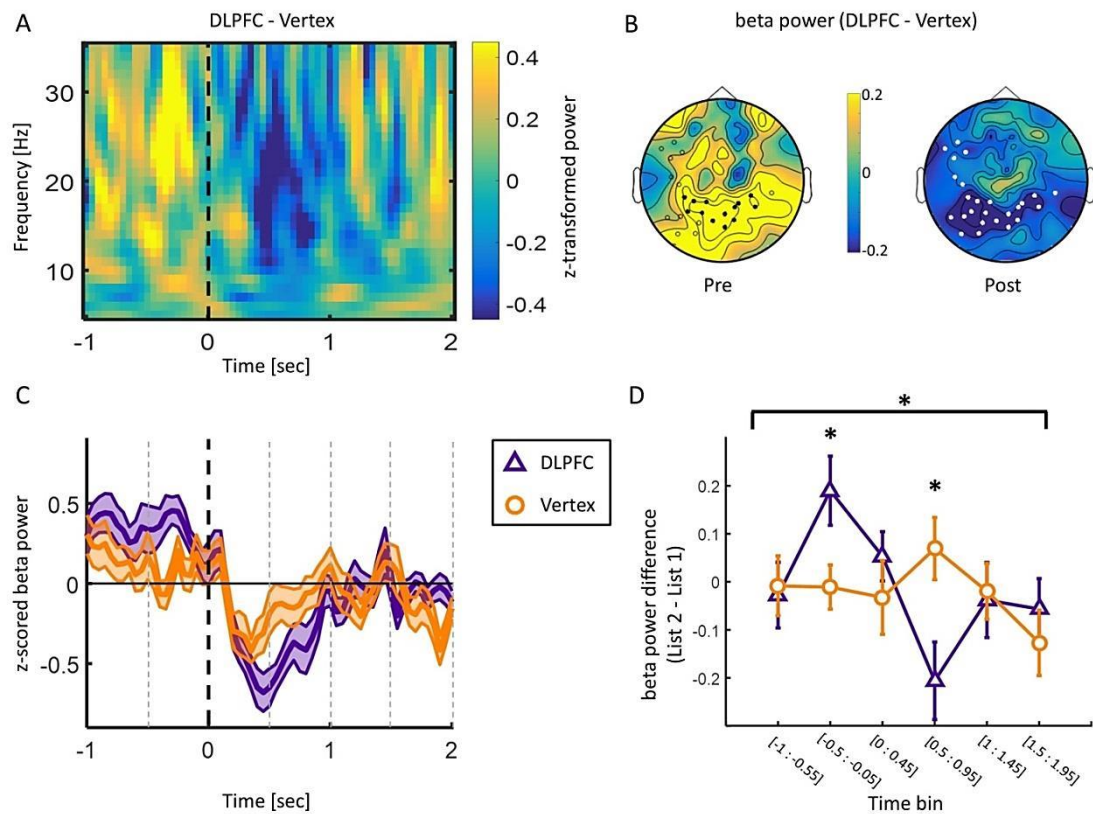 A
DLPFC - Vertex
Frequency [Hz]
30
20
10
-1
0
1
2
Time [sec]
0.4
0.2
0
-0.2
-0.4
z-transformed power
B
beta power (DLPFC - Vertex)
0.2
-0.2
Pre
Post
C
z-scored beta power
0.5
0
-0.5
-1
0
1
2
Time [sec]
DLPFC
Vertex
D
*
*
*
beta power difference
(List 2 - List 1)
0.2
0.1
0
-0.1
-0.2
[-1 : -0.55]
[-0.5 : -0.05]
[0 : 0.45]
[0.5 : 0.95]
[1 : 1.45]
[1.5 : 1.95]
Time bin